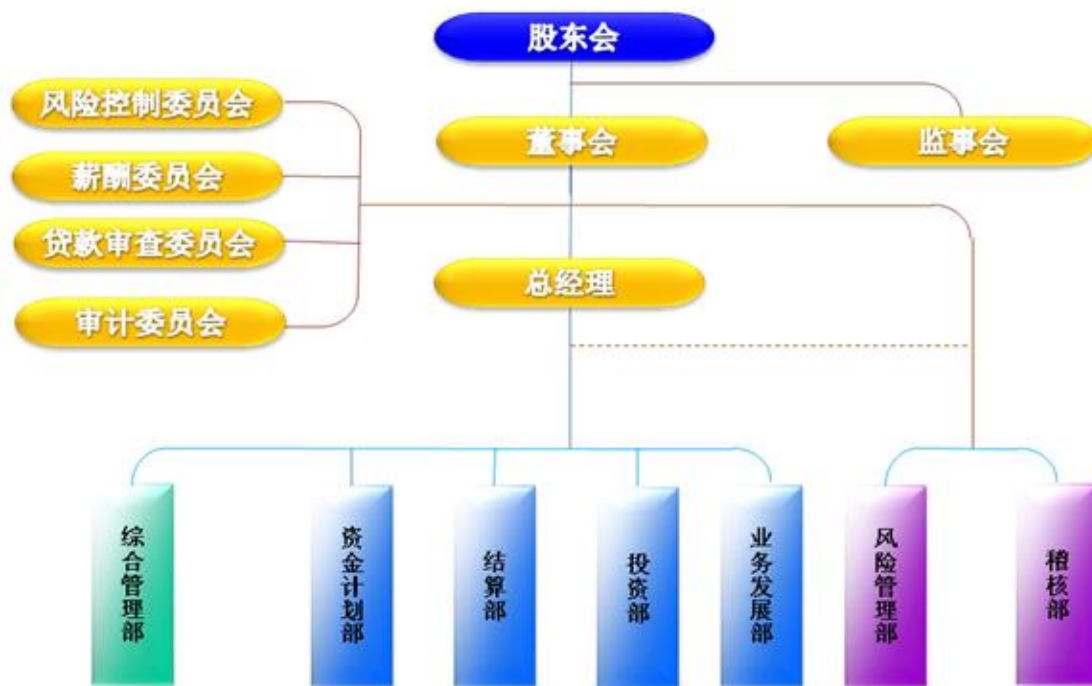 股东会
风险控制委员会
董事会
监事会
薪酬委员会
贷款审查委员会
总经理
审计委员会
综合管理部
资金计划部
结算部
投资部
业务发展部
风险管理部
稽核部